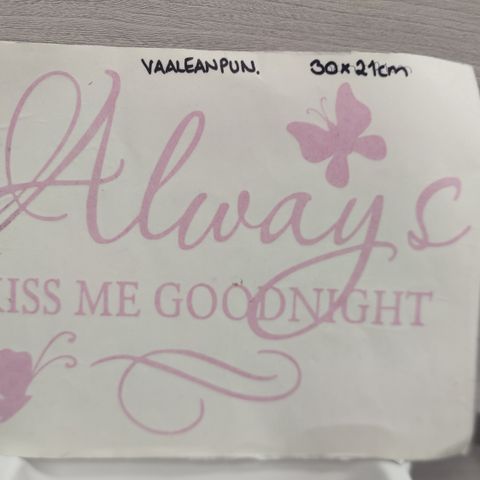 VAALEANPUN. 30x21cm
Always
KISS ME GOODNIGHT